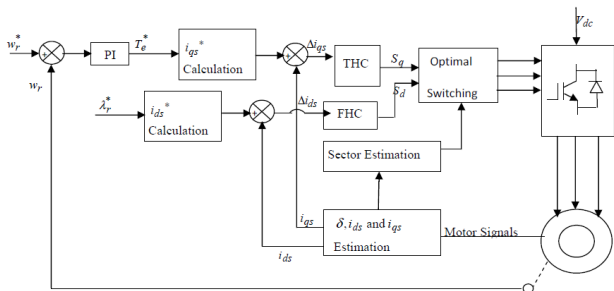 w_r^*
PI
T_e^*
i_qs^*
Calculation
Δi_qs
THC
S_q
Optimal
Switching
V_dc
w_r
λ_r^*
i_ds^*
Calculation
Δi_ds
FHC
S_d
Sector Estimation
i_qs
δ, i_ds and i_qs
Estimation
Motor Signals
i_ds